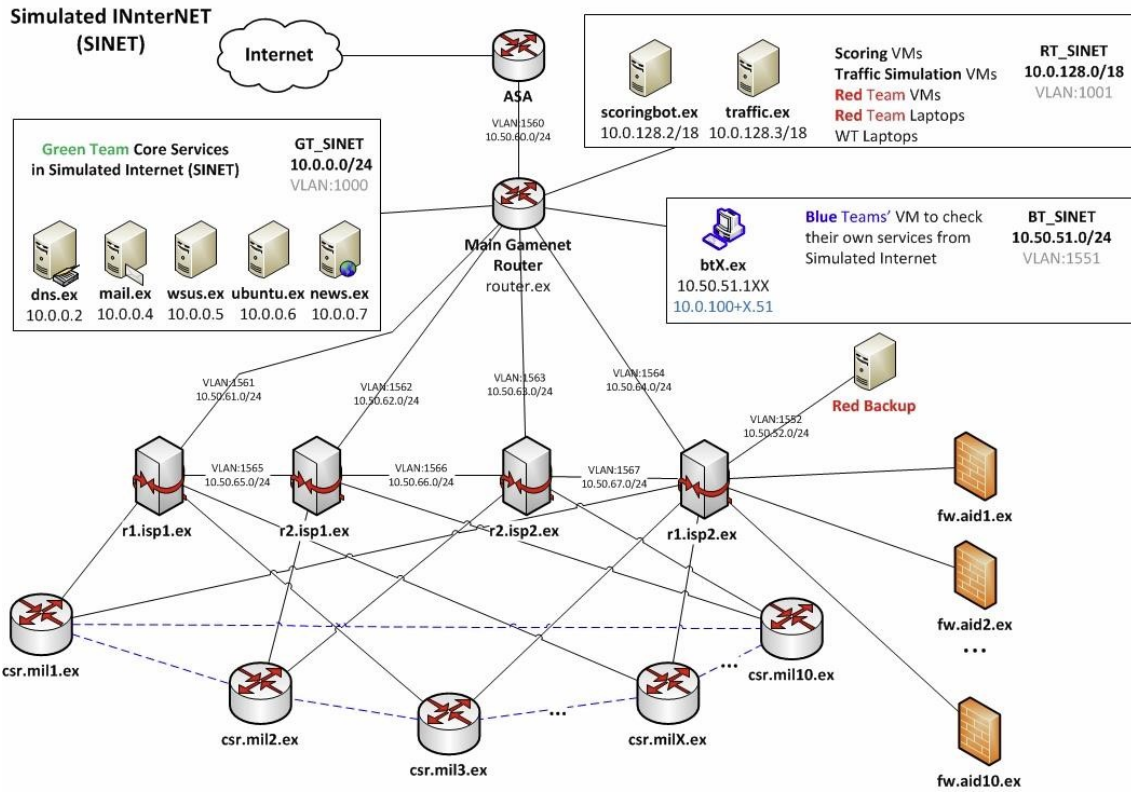 Simulated INnterNET
(SINET)
Internet
ASA
VLAN:1560
10.50.60.0/24
scoringbot.ex
10.0.128.2/18
traffic.ex
10.0.128.3/18
Scoring VMs
Traffic Simulation VMs
Red Team VMs
Red Team Laptops
WT Laptops
RT_SINET
10.0.128.0/18
VLAN:1001
Green Team Core Services
in Simulated Internet (SINET)
GT_SINET
10.0.0.0/24
VLAN:1000
dns.ex
10.0.0.2
mail.ex
10.0.0.4
wsus.ex
10.0.0.5
ubuntu.ex
10.0.0.6
news.ex
10.0.0.7
Main Gamenet
Router
router.ex
btX.ex
10.50.51.1XX
10.0.100+X.51
Blue Teams' VM to check
their own services from
Simulated Internet
BT_SINET
10.50.51.0/24
VLAN:1551
VLAN:1561
10.50.61.0/24
VLAN:1562
10.50.62.0/24
VLAN:1563
10.50.63.0/24
VLAN:1564
10.50.64.0/24
Red Backup
VLAN:1552
10.50.52.0/24
VLAN:1565
10.50.65.0/24
VLAN:1566
10.50.66.0/24
VLAN:1567
10.50.67.0/24
r1.isp1.ex
r2.isp1.ex
r2.isp2.ex
r1.isp2.ex
fw.aid1.ex
fw.aid2.ex
...
fw.aid10.ex
csr.mil1.ex
csr.mil2.ex
csr.mil3.ex
...
csr.milX.ex
...
csr.mil10.ex